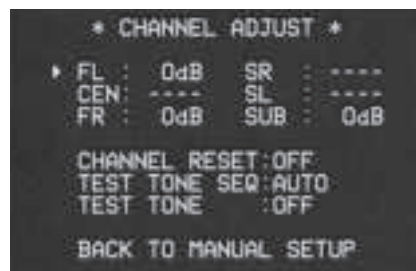 * CHANNEL ADJUST *
FL : 0dB SR : ----
CEN: ---- SL : ----
FR : 0dB SUB : 0dB
CHANNEL RESET:OFF
TEST TONE SEQ:AUTO
TEST TONE :OFF
BACK TO MANUAL SETUP